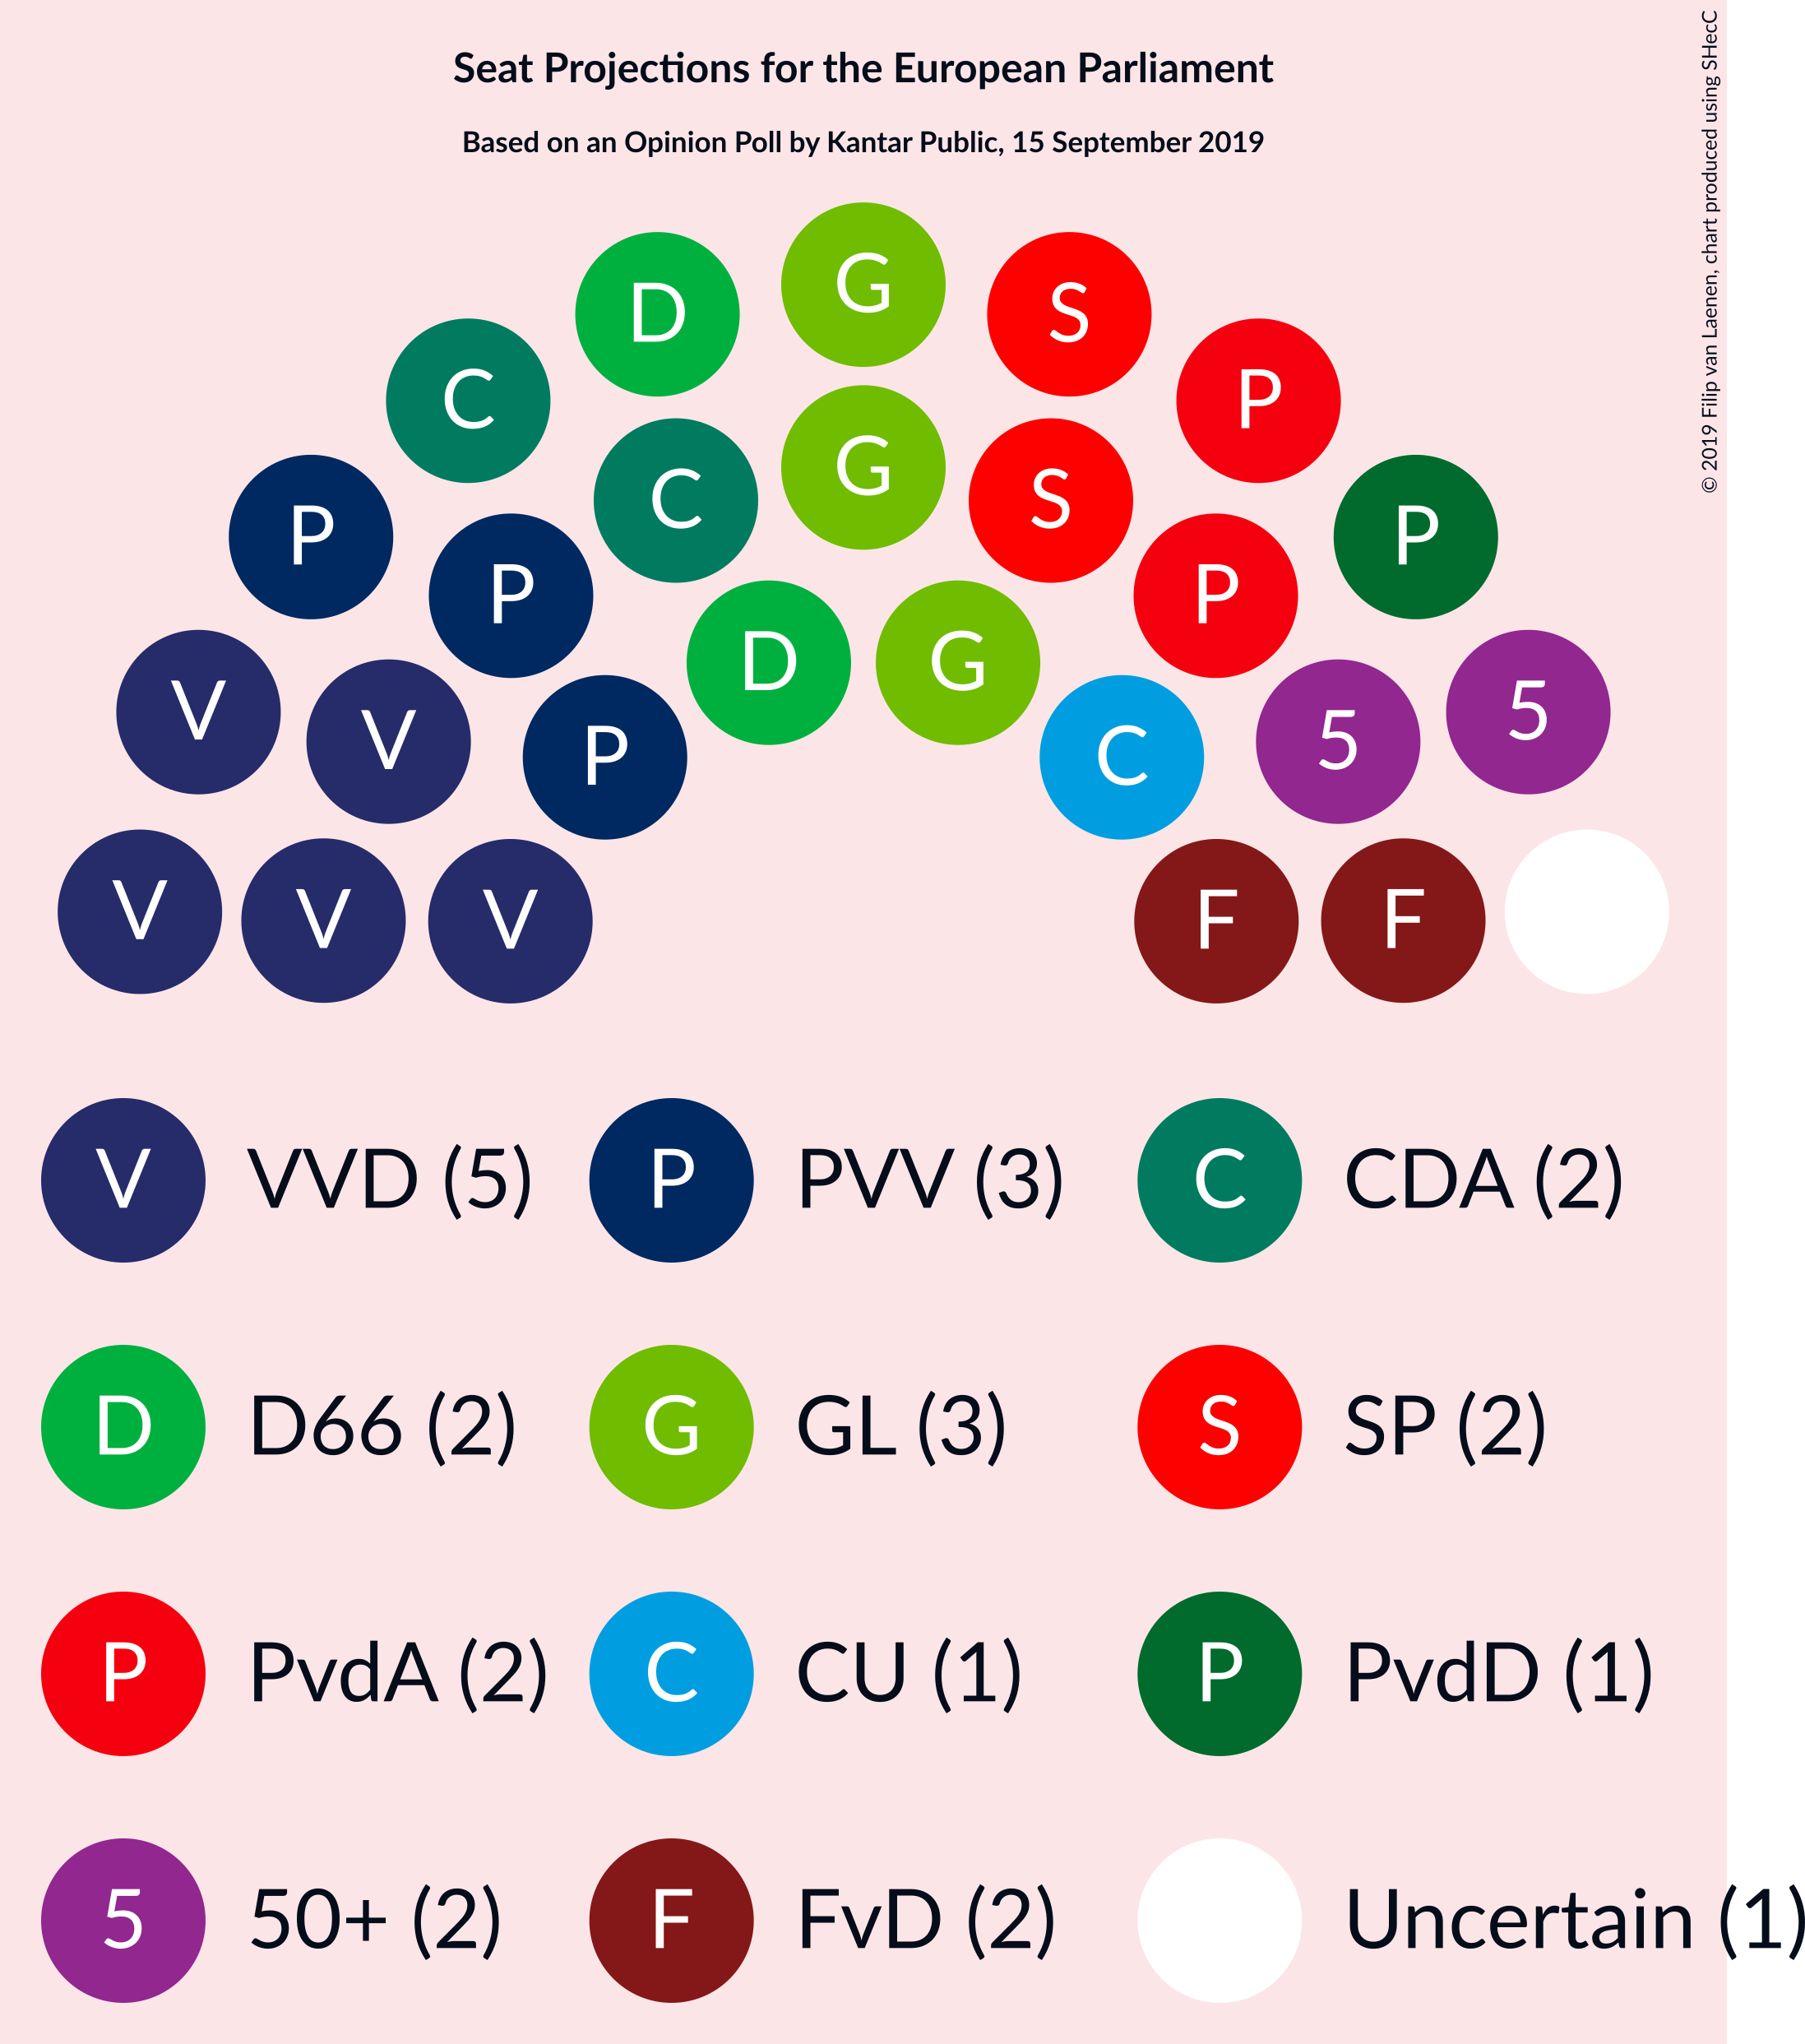 Seat Projections for the European Parliament
Based on an Opinion Poll by Kantar Public, 15 September 2019
© 2019 Filip van Laenen, chart produced using SHecC
G
D S
C P
G
C S
P P
P P
D G
V 5
V 5
P C
V V V F F
V VVD (5) P PVV (3) C CDA (2)
D D66 (2) G GL (3) S SP (2)
P PvdA (2) C CU (1) P PvdD (1)
5 50+ (2) F FvD (2) Uncertain (1)